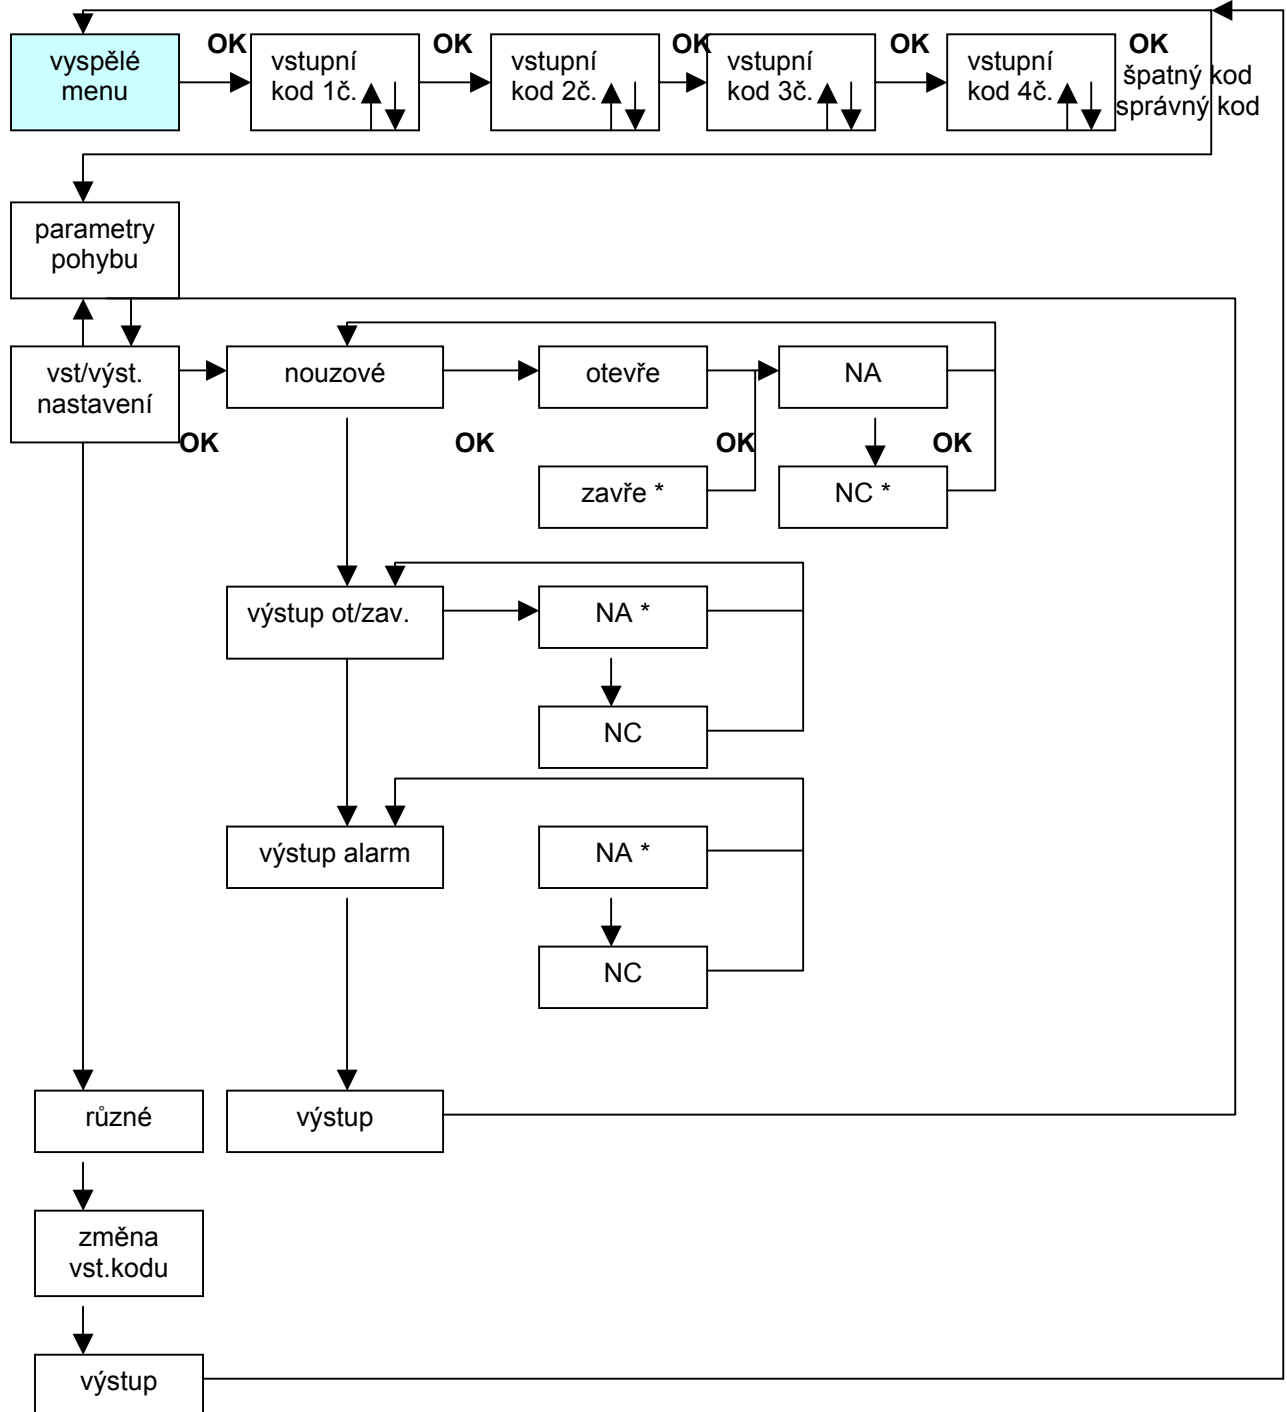 OK
OK
OK
OK
OK
vyspělé
menu
vstupní
kod 1č.
vstupní
kod 2č.
vstupní
kod 3č.
vstupní
kod 4č.
špatný kod
správný kod
parametry
pohybu
vst/výst.
nastavení
nouzové
otevře
NA
OK
OK
OK
OK
zavře *
NC *
výstup ot/zav.
NA *
NC
výstup alarm
NA *
NC
různé
výstup
změna
vst.kodu
výstup